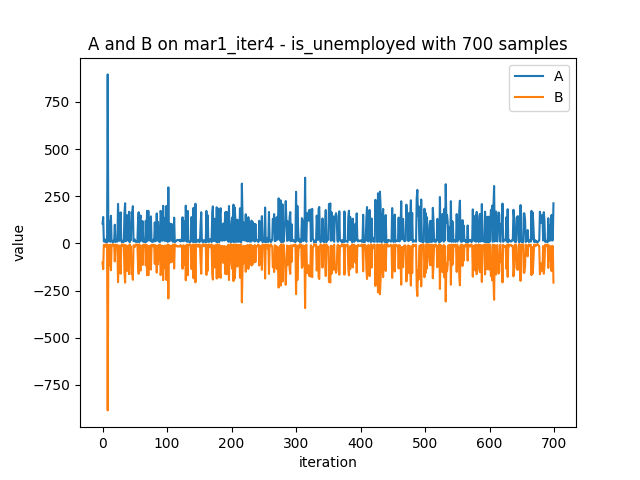 A and B on mar1_iter4 - is_unemployed with 700 samples
A
B
750
500
250
0
−250
−500
−750
value
0 100 200 300 400 500 600 700
iteration